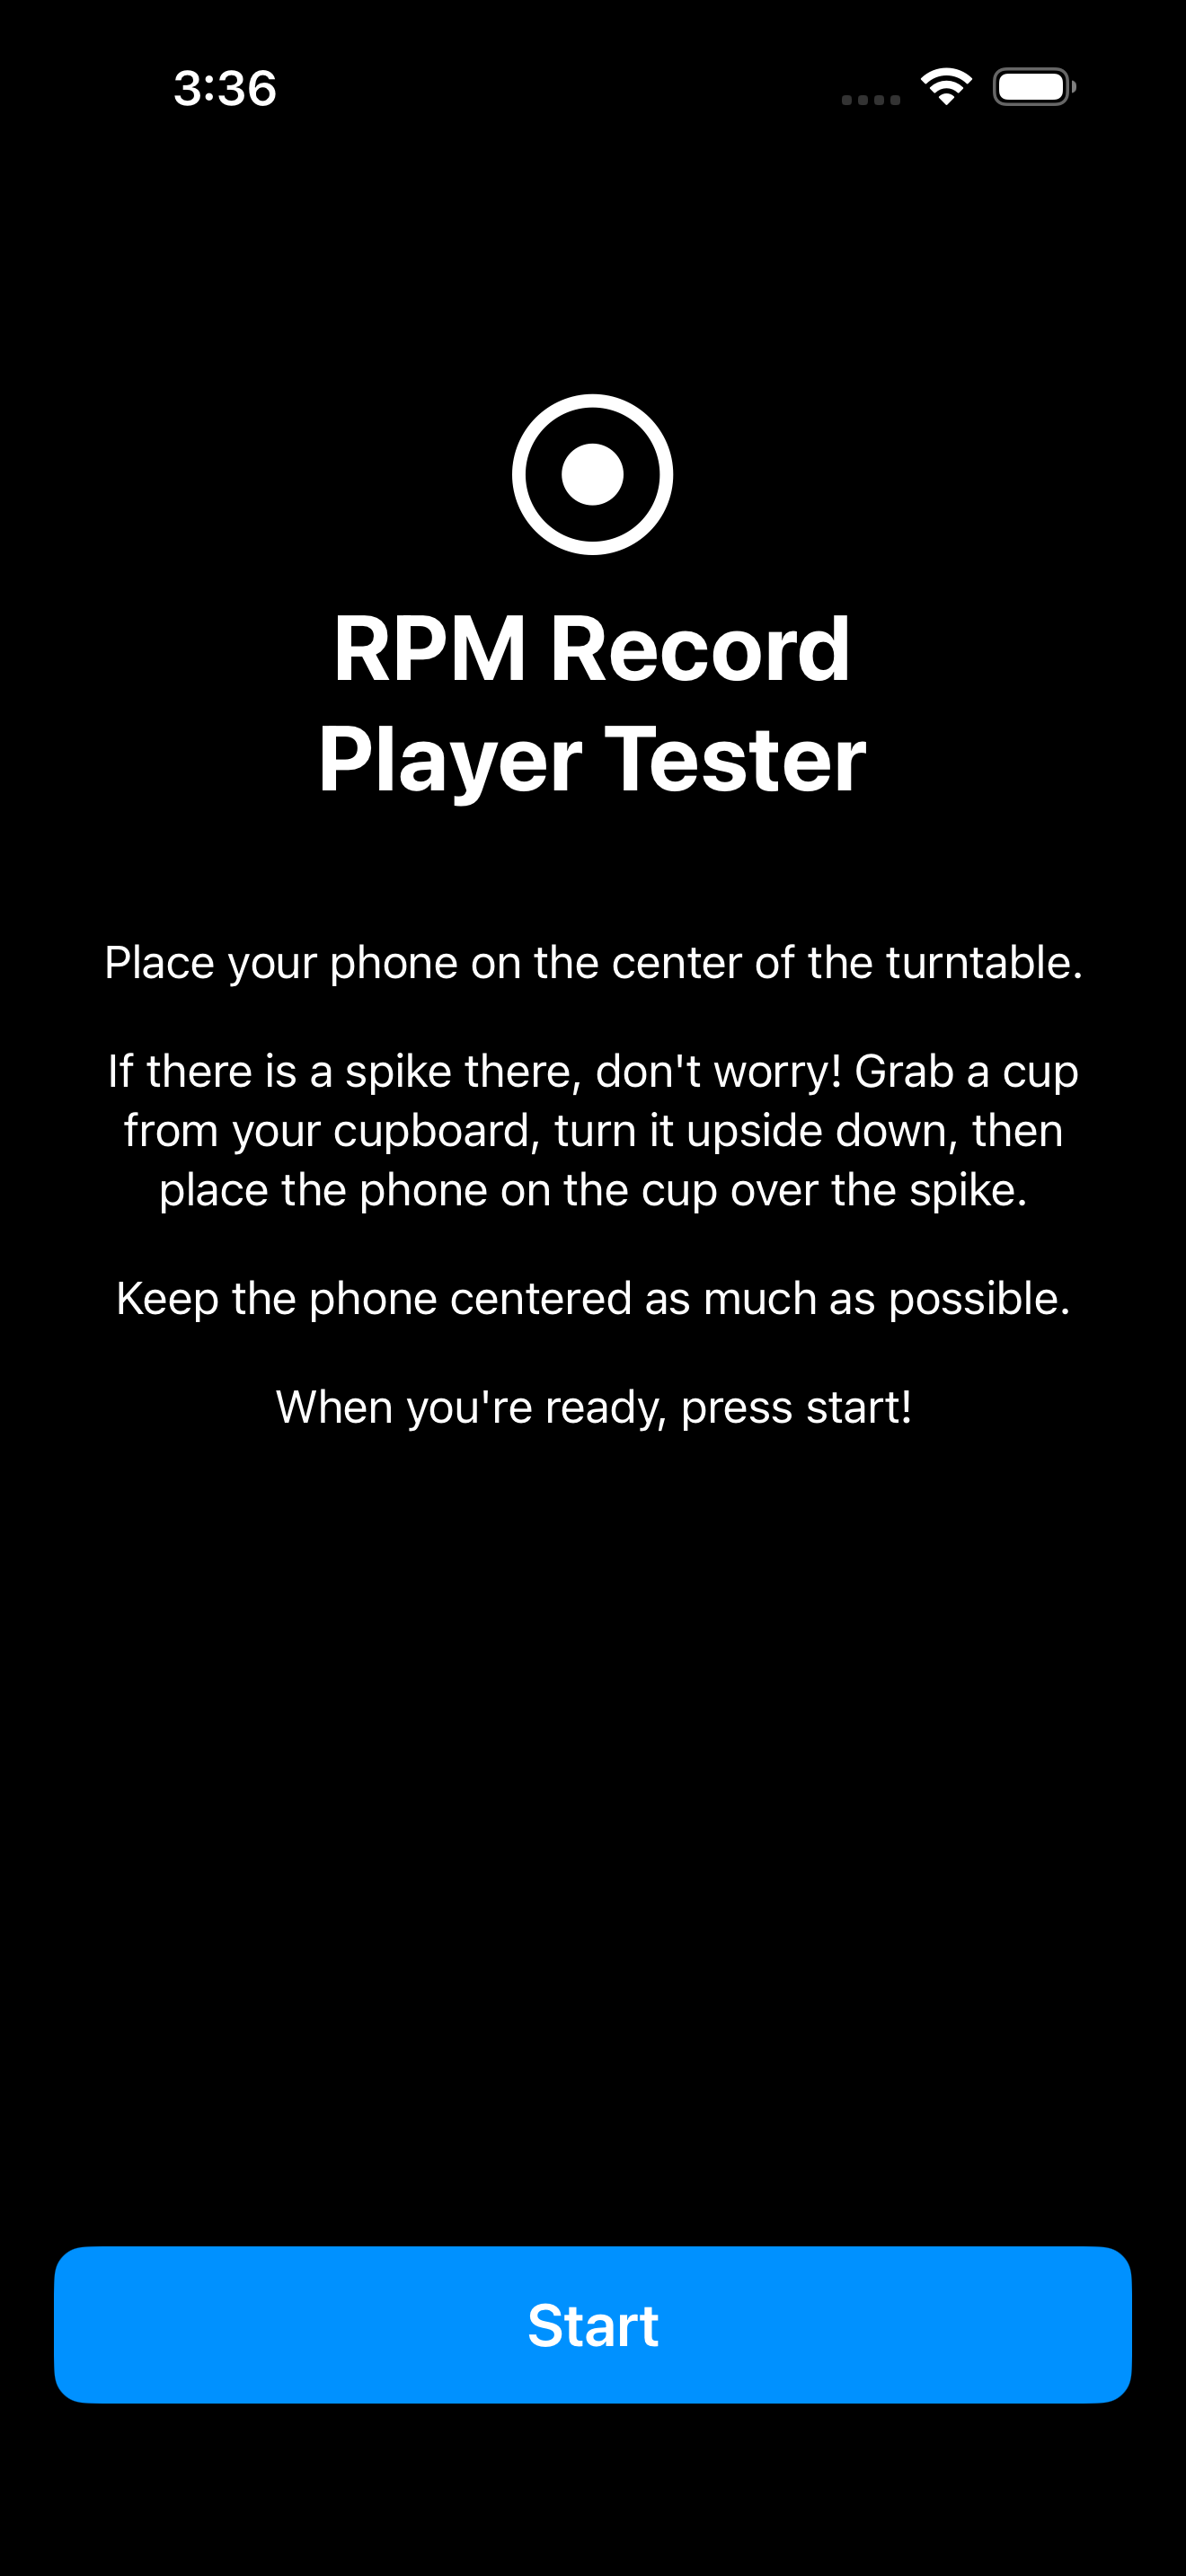 3:36
RPM Record
Player Tester
Place your phone on the center of the turntable.
If there is a spike there, don't worry! Grab a cup
from your cupboard, turn it upside down, then
place the phone on the cup over the spike.
Keep the phone centered as much as possible.
When you're ready, press start!
Start